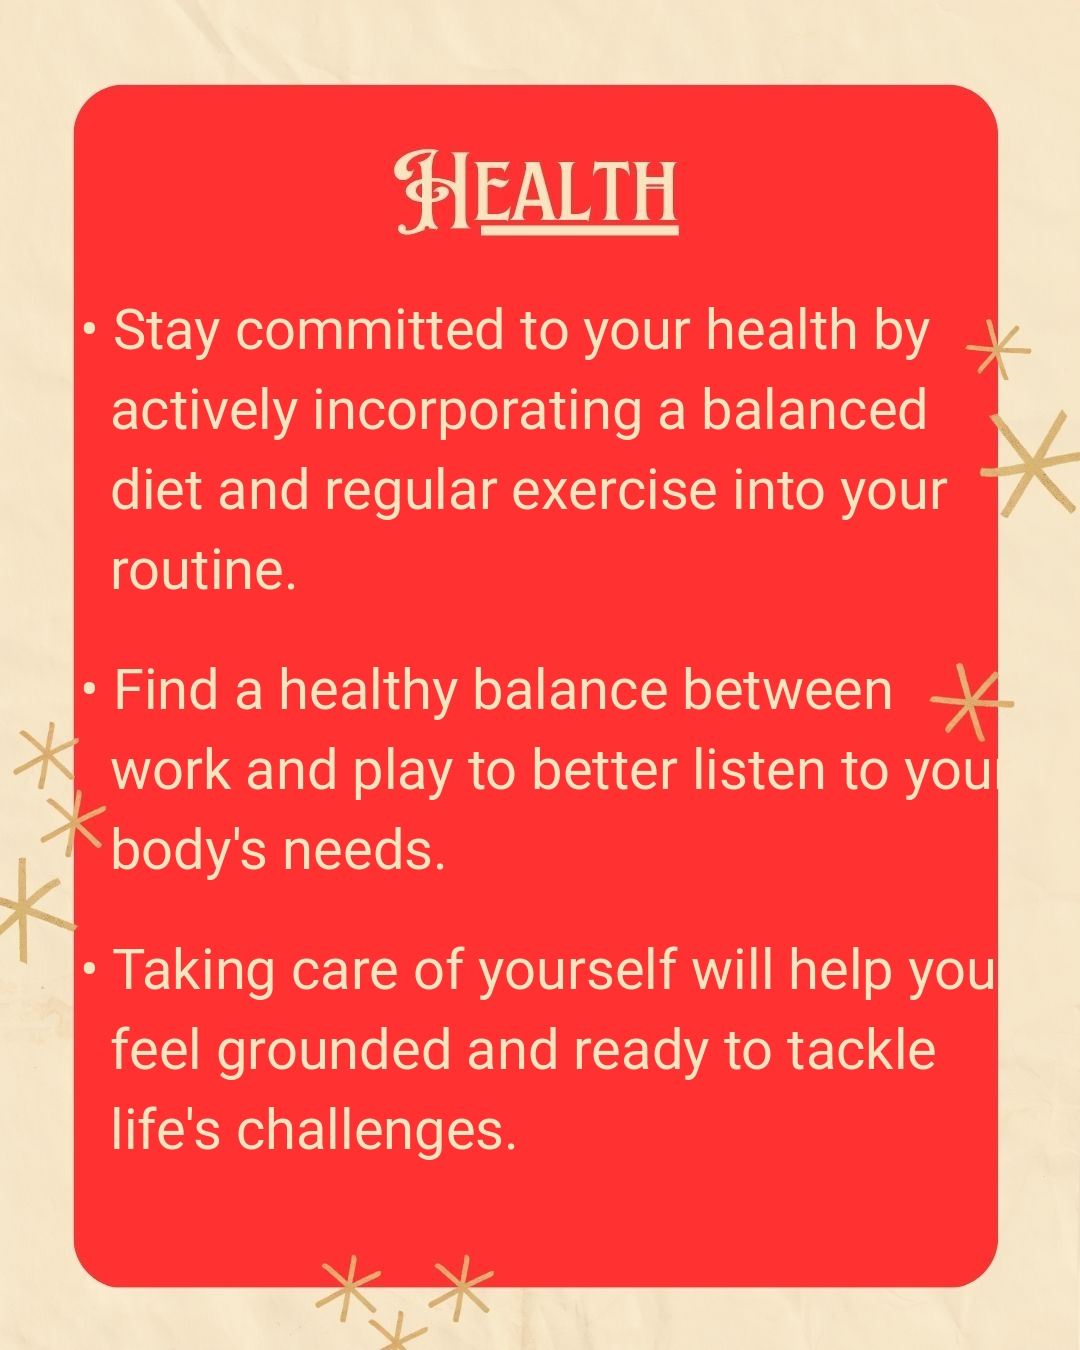 Health
• Stay committed to your health by
actively incorporating a balanced
diet and regular exercise into your
routine.
• Find a healthy balance between
work and play to better listen to your
body's needs.
• Taking care of yourself will help you
feel grounded and ready to tackle
life's challenges.